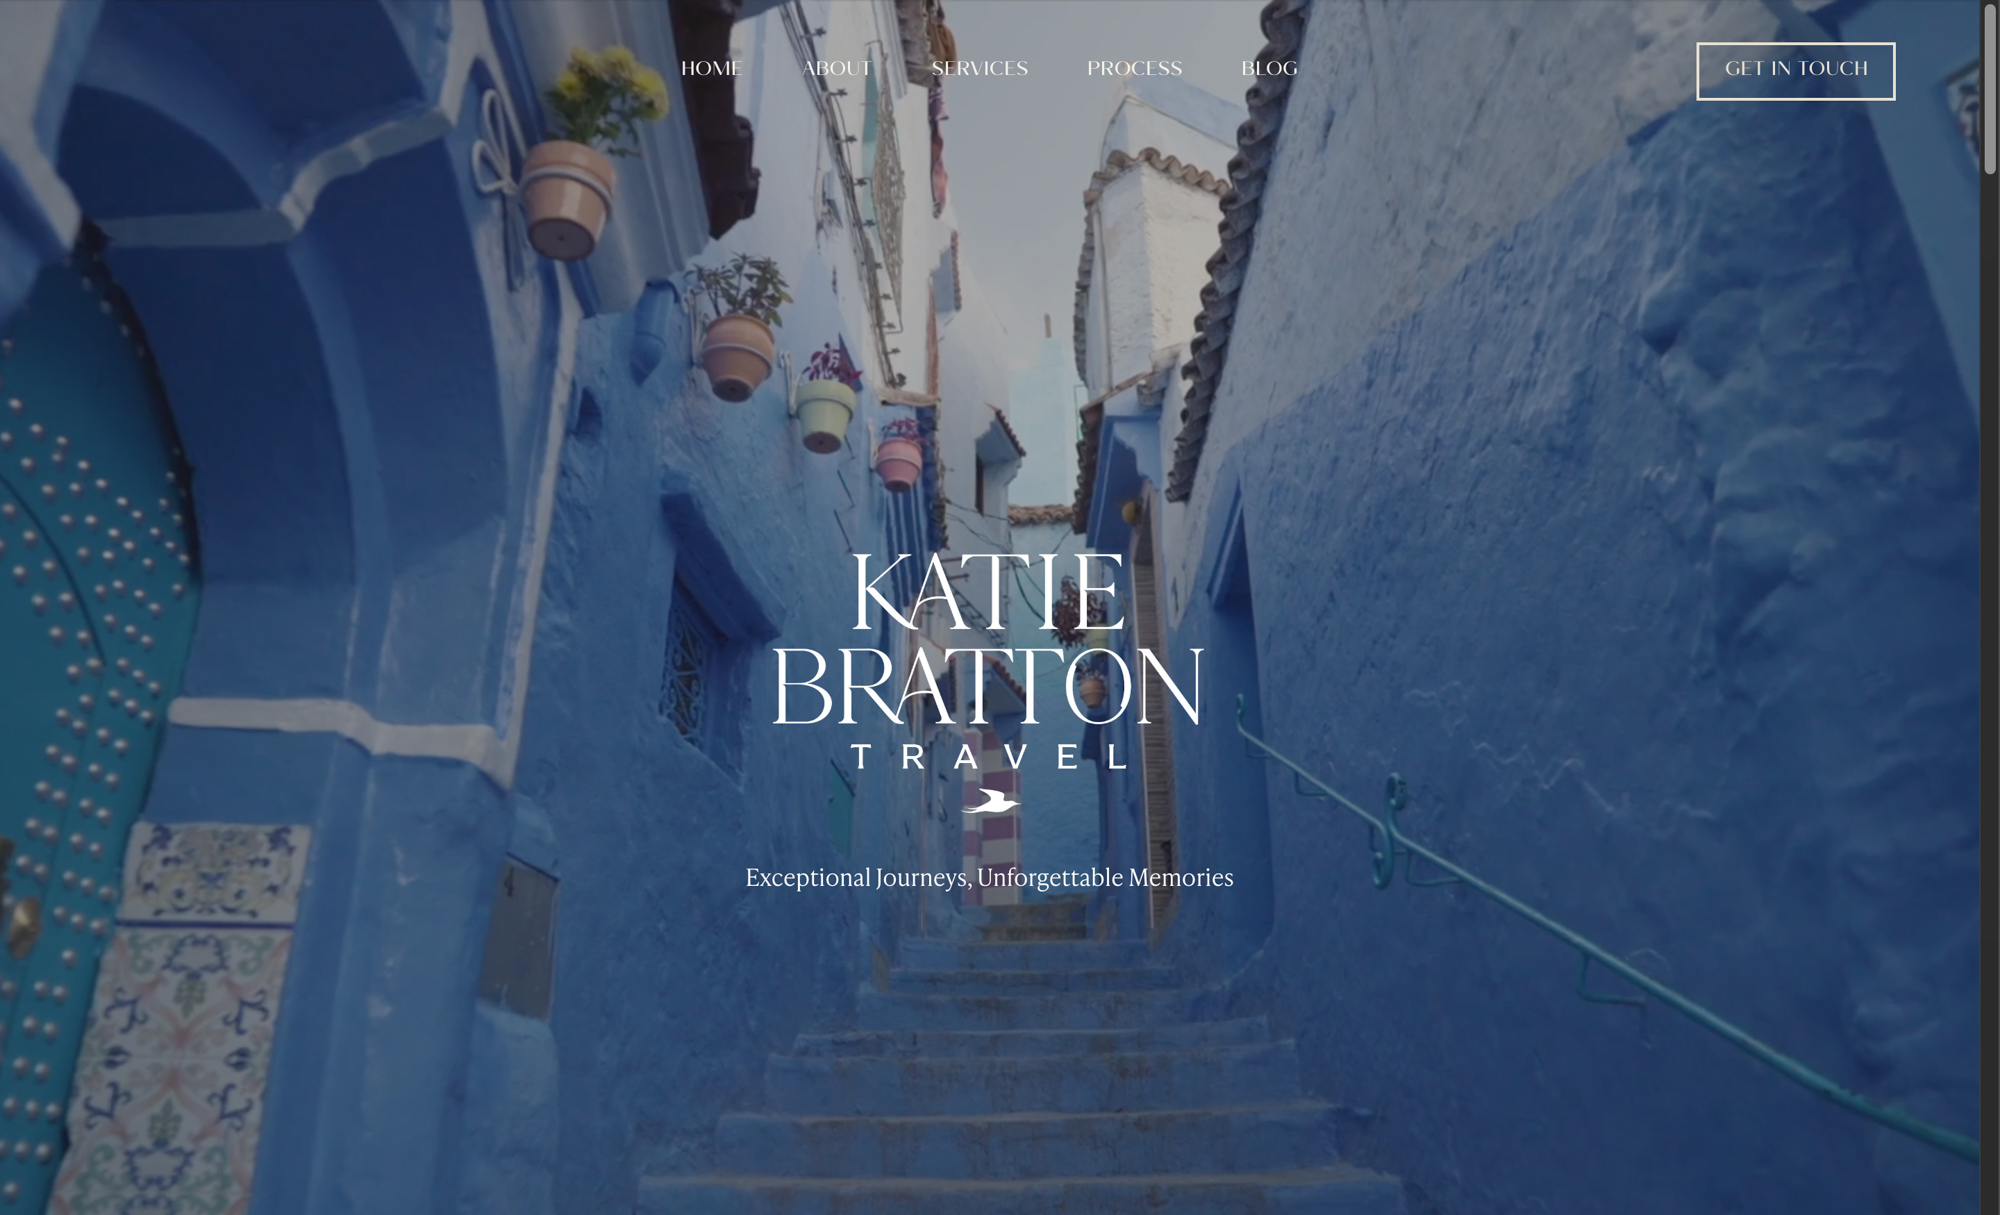 HOME ABOUT SERVICES PROCESS BLOG GET IN TOUCH
KATIE
BRATTON
TRAVEL
Exceptional Journeys, Unforgettable Memories